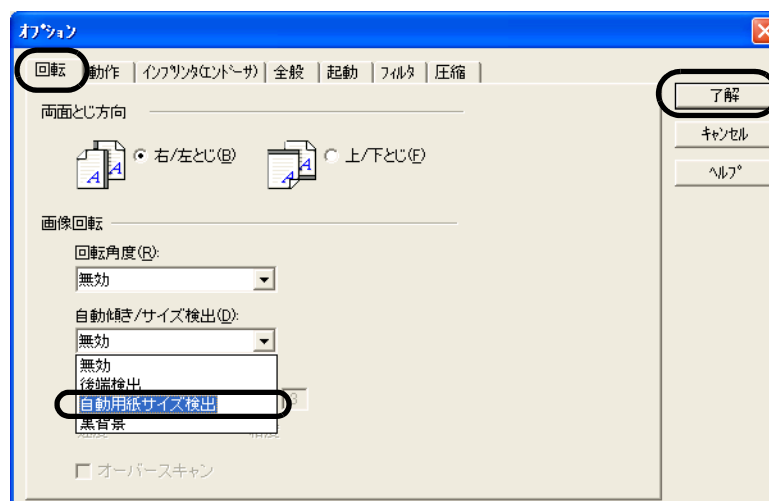 オプション
回転 動作 インプリンタ(エンドーサ) 全般 起動 フィルタ 圧縮
了解
両面とじ方向
キャンセル
A A 右/左とじ(B) A A 上/下とじ(F)
ヘルプ
画像回転
回転角度(R):
無効
自動傾き/サイズ検出(D):
無効
無効
後端検出
自動用紙サイズ検出
3
黒背景
速度 精度
オーバースキャン